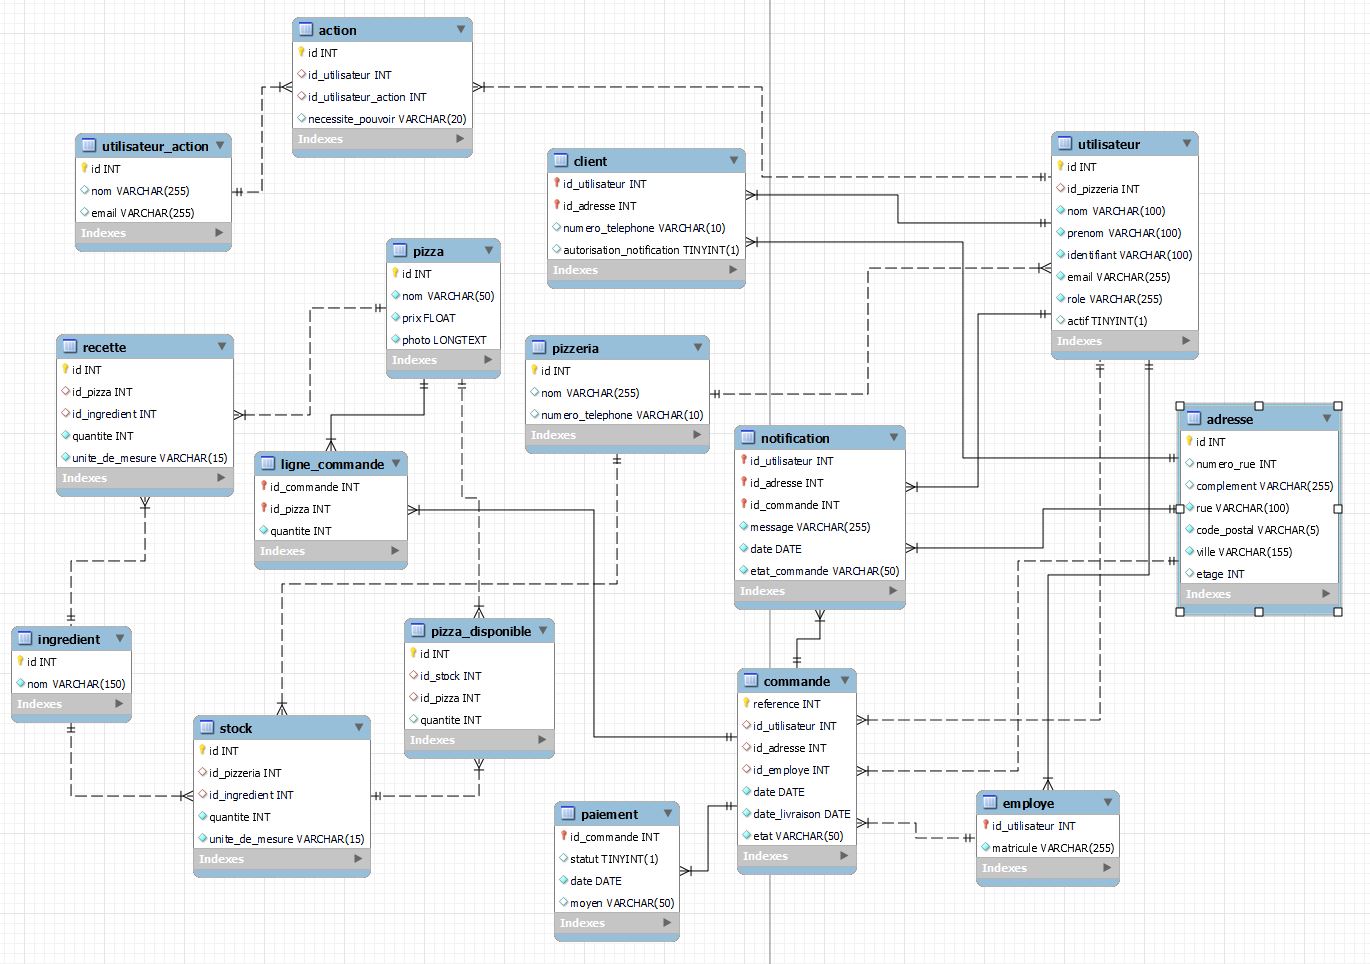 action
id INT
id_utilisateur INT
id_utilisateur_action INT
necessite_pouvoir VARCHAR(20)
Indexes
utilisateur_action
id INT
nom VARCHAR(255)
email VARCHAR(255)
Indexes
client
id_utilisateur INT
id_adresse INT
numero_telephone VARCHAR(10)
autorisation_notification TINYINT(1)
Indexes
utilisateur
id INT
id_pizzeria INT
nom VARCHAR(100)
prenom VARCHAR(100)
identifiant VARCHAR(100)
email VARCHAR(255)
role VARCHAR(255)
actif TINYINT(1)
Indexes
pizza
id INT
nom VARCHAR(50)
prix FLOAT
photo LONGTEXT
Indexes
recette
id INT
id_pizza INT
id_ingredient INT
quantite INT
unite_de_mesure VARCHAR(15)
Indexes
pizzeria
id INT
nom VARCHAR(255)
numero_telephone VARCHAR(10)
Indexes
ligne_commande
id_commande INT
id_pizza INT
quantite INT
Indexes
notification
id_utilisateur INT
id_adresse INT
id_commande INT
message VARCHAR(255)
date DATE
etat_commande VARCHAR(50)
Indexes
adresse
id INT
numero_rue INT
complement VARCHAR(255)
rue VARCHAR(100)
code_postal VARCHAR(5)
ville VARCHAR(155)
etage INT
Indexes
ingredient
id INT
nom VARCHAR(150)
Indexes
pizza_disponible
id INT
id_stock INT
id_pizza INT
quantite INT
Indexes
stock
id INT
id_pizzeria INT
id_ingredient INT
quantite INT
unite_de_mesure VARCHAR(15)
Indexes
commande
reference INT
id_utilisateur INT
id_adresse INT
id_employe INT
date DATE
date_livraison DATE
etat VARCHAR(50)
Indexes
paiement
id_commande INT
statut TINYINT(1)
date DATE
moyen VARCHAR(50)
Indexes
employe
id_utilisateur INT
matricule VARCHAR(255)
Indexes